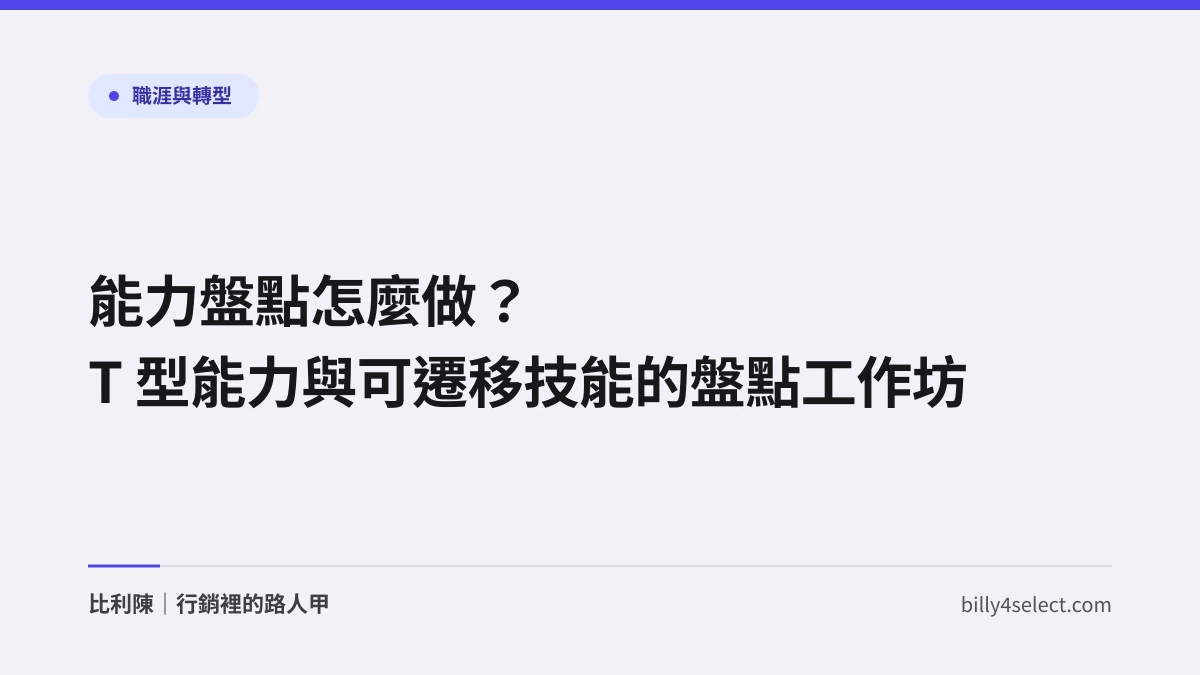 職涯與轉型
能力盤點怎麼做？
T 型能力與可遷移技能的盤點工作坊
比利陳｜行銷裡的路人甲
billy4select.com